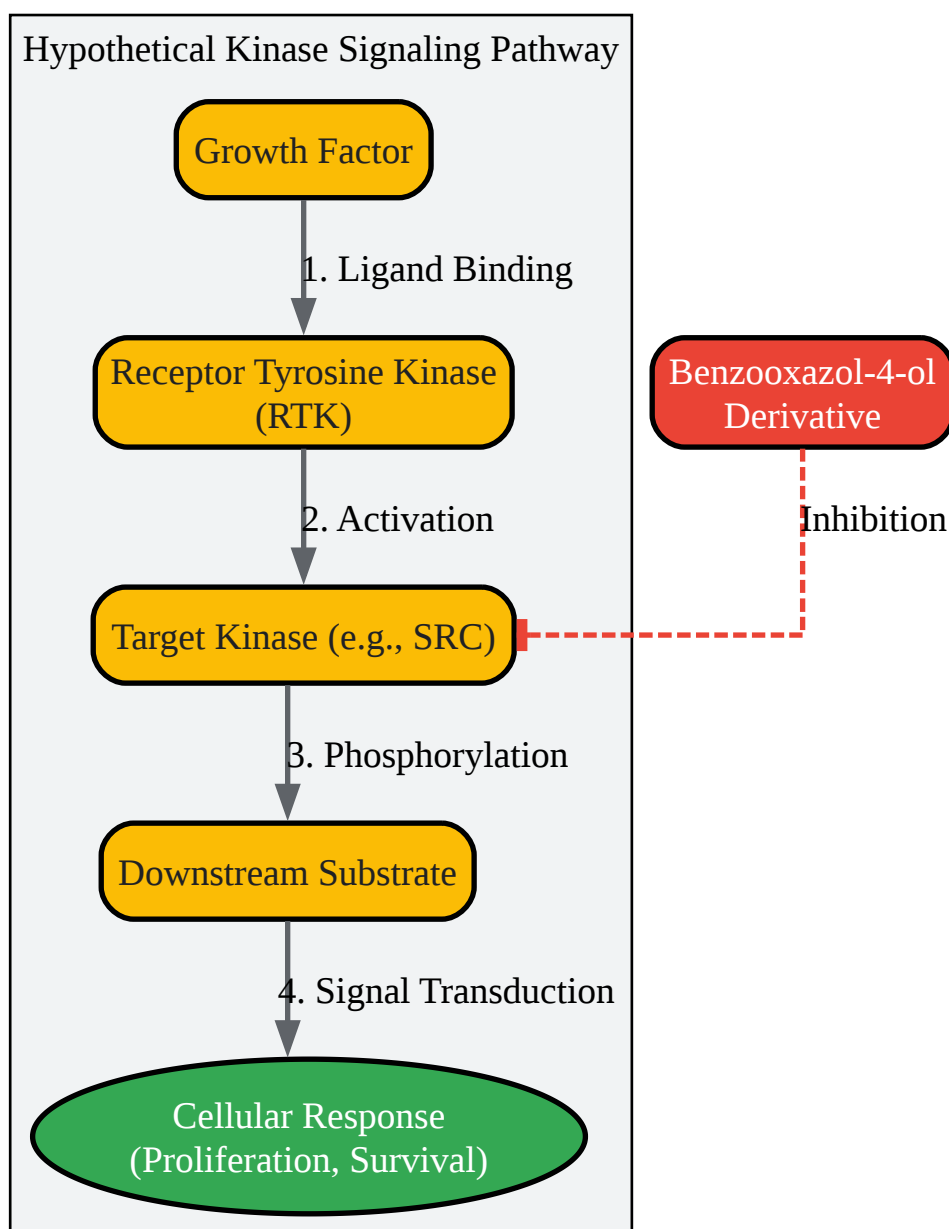 Hypothetical Kinase Signaling Pathway
Growth Factor
1. Ligand Binding
Receptor Tyrosine Kinase
(RTK)
Benzooxazol-4-ol
Derivative
2. Activation
Inhibition
Target Kinase (e.g., SRC)
3. Phosphorylation
Downstream Substrate
4. Signal Transduction
Cellular Response
(Proliferation, Survival)